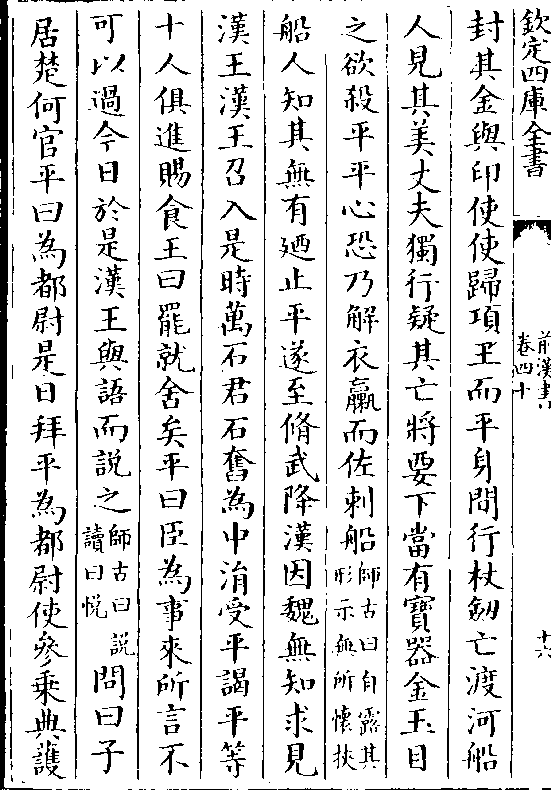 欽定四庫全書
前漢書
卷四十
十六
封其金與印使使歸項王而平身間行杖劒亡渡河船
人見其美丈夫獨行疑其亡將要下當有寶器金玉目
之欲殺平平心恐乃解衣臝而佐刺船師古曰自露其形示無所懷挾
船人知其無有廼止平遂至脩武降漢因魏無知求見
漢王漢王召入是時萬石君石奮為中涓受平謁平等
十人俱進賜食王曰罷就舍矣平曰臣為事來所言不
可以過今日於是漢王與語而説之師古曰説讀曰悦問曰子
居楚何官平曰為都尉是日拜平為都尉使參乗典護